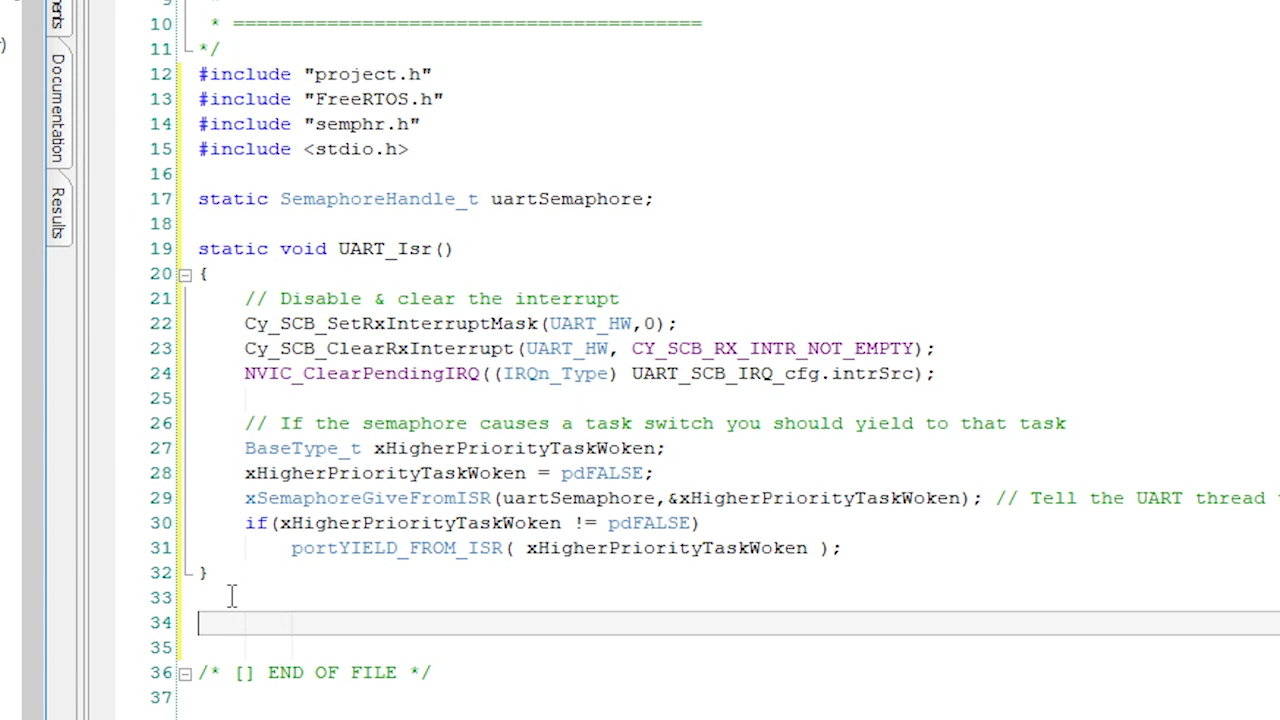 9
10 * ========================================
11 */
12 #include "project.h"
13 #include "FreeRTOS.h"
14 #include "semphr.h"
15 #include <stdio.h>
16
17 static SemaphoreHandle_t uartSemaphore;
18
19 static void UART_Isr()
20 {
21 // Disable & clear the interrupt
22 Cy_SCB_SetRxInterruptMask(UART_HW,0);
23 Cy_SCB_ClearRxInterrupt(UART_HW, CY_SCB_RX_INTR_NOT_EMPTY);
24 NVIC_ClearPendingIRQ((IRQn_Type) UART_SCB_IRQ_cfg.intrSrc);
25
26 // If the semaphore causes a task switch you should yield to that task
27 BaseType_t xHigherPriorityTaskWoken;
28 xHigherPriorityTaskWoken = pdFALSE;
29 xSemaphoreGiveFromISR(uartSemaphore,&xHigherPriorityTaskWoken); // Tell the UART thread
30 if(xHigherPriorityTaskWoken != pdFALSE)
31 portYIELD_FROM_ISR( xHigherPriorityTaskWoken );
32 }
33
34
35
36 /* [] END OF FILE */
37
Documentation
Results